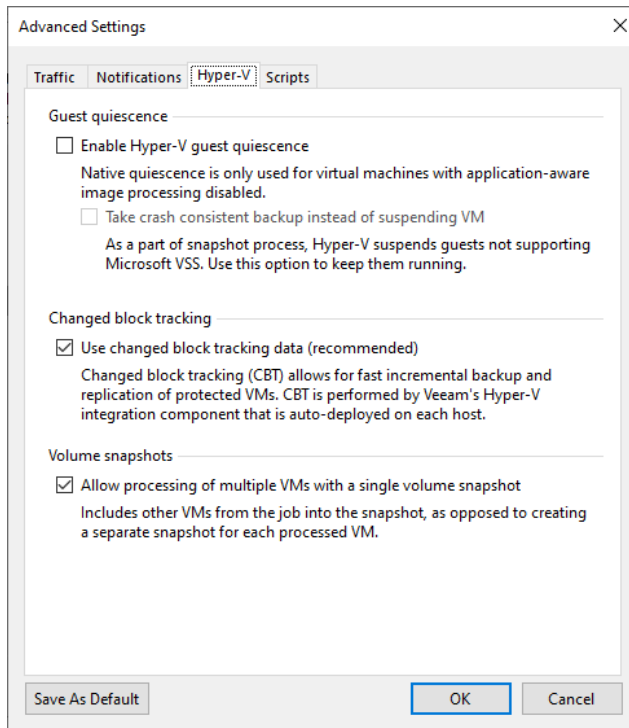 Advanced Settings
Traffic Notifications Hyper-V Scripts
Guest quiescence
Enable Hyper-V guest quiescence
Native quiescence is only used for virtual machines with application-aware
image processing disabled.
Take crash consistent backup instead of suspending VM
As a part of snapshot process, Hyper-V suspends guests not supporting
Microsoft VSS. Use this option to keep them running.
Changed block tracking
Use changed block tracking data (recommended)
Changed block tracking (CBT) allows for fast incremental backup and
replication of protected VMs. CBT is performed by Veeam's Hyper-V
integration component that is auto-deployed on each host.
Volume snapshots
Allow processing of multiple VMs with a single volume snapshot
Includes other VMs from the job into the snapshot, as opposed to creating
a separate snapshot for each processed VM.
Save As Default OK Cancel